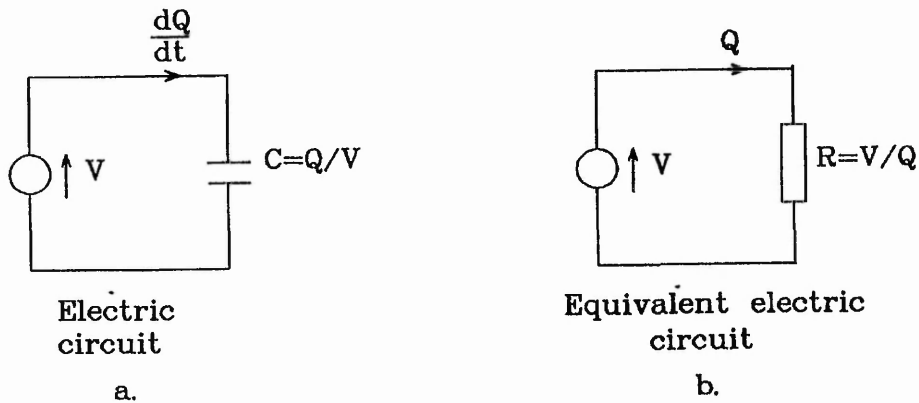 dQ
dt
V
C=Q/V
Electric
circuit
a.
Q
V
R=V/Q
Equivalent electric
circuit
b.